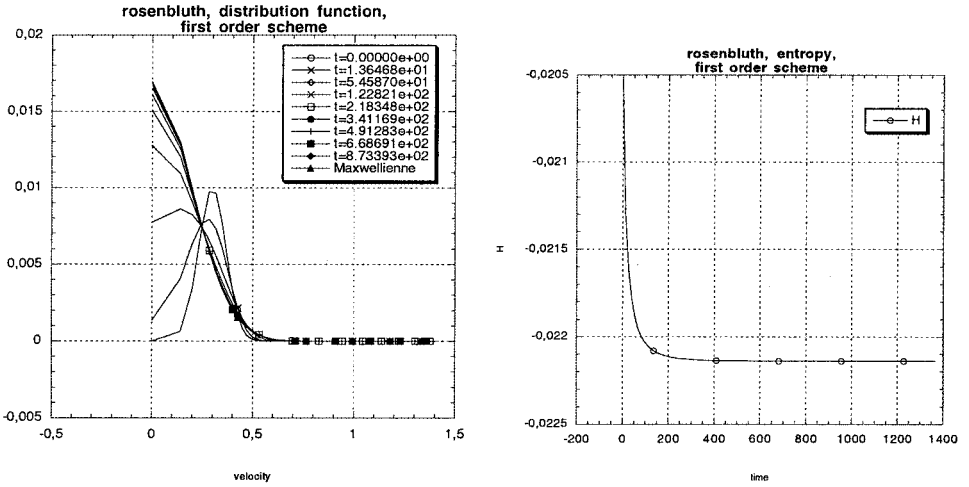 rosenbluth, distribution function,
first order scheme
0,02
0,015
0,01
0,005
0
-0,005
-0,5
0
0,5
1
1,5
velocity
t=0.00000e+00
t=1.36468e+01
t=5.45870e+01
t=1.22821e+02
t=2.18348e+02
t=3.41169e+02
t=4.91283e+02
t=6.68691e+02
t=8.73393e+02
Maxwellienne
rosenbluth, entropy,
first order scheme
-0,0205
-0,021
-0,0215
-0,022
-0,0225
H
H
-200
0
200
400
600
800
1000
1200
1400
time